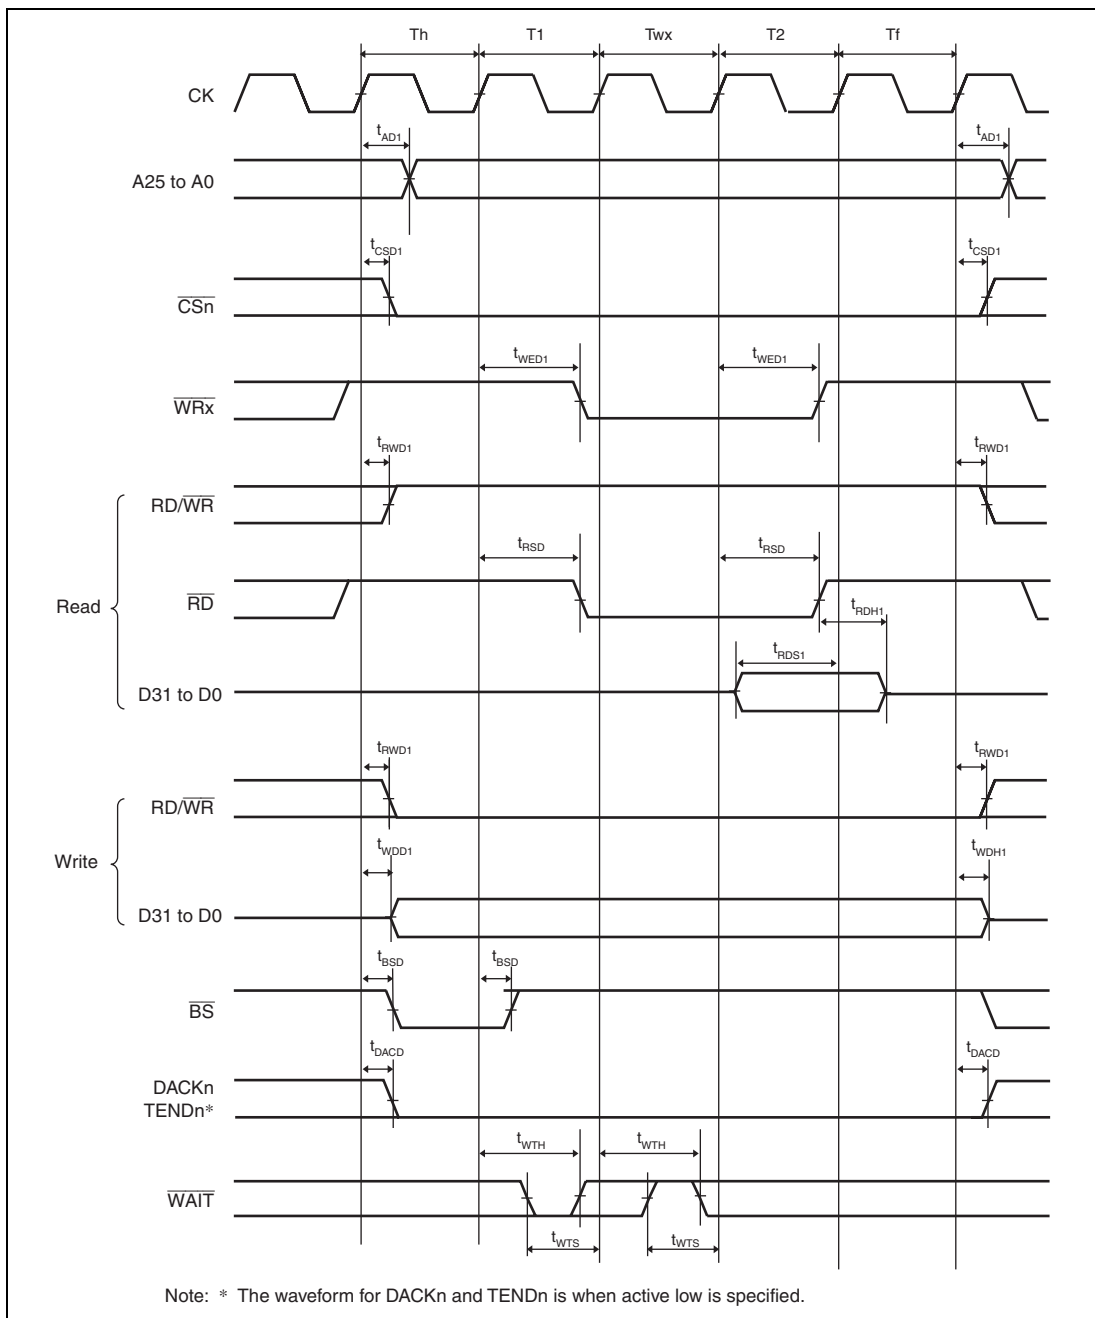 Th T1 Twx T2 Tf
CK
tAD1 tAD1
A25 to A0
tCSD1 tCSD1
CSn
tWED1 tWED1
WRx
tRWD1 tRWD1
RD/WR
tRSD tRSD
Read
RD
tRDH1
tRDS1
D31 to D0
tRWD1 tRWD1
RD/WR
tWDD1 tWDH1
Write
D31 to D0
tBSD tBSD
BS
tDACD tDACD
DACKn
TENDn*
tWTH tWTH
WAIT
tWTS tWTS
Note: * The waveform for DACKn and TENDn is when active low is specified.